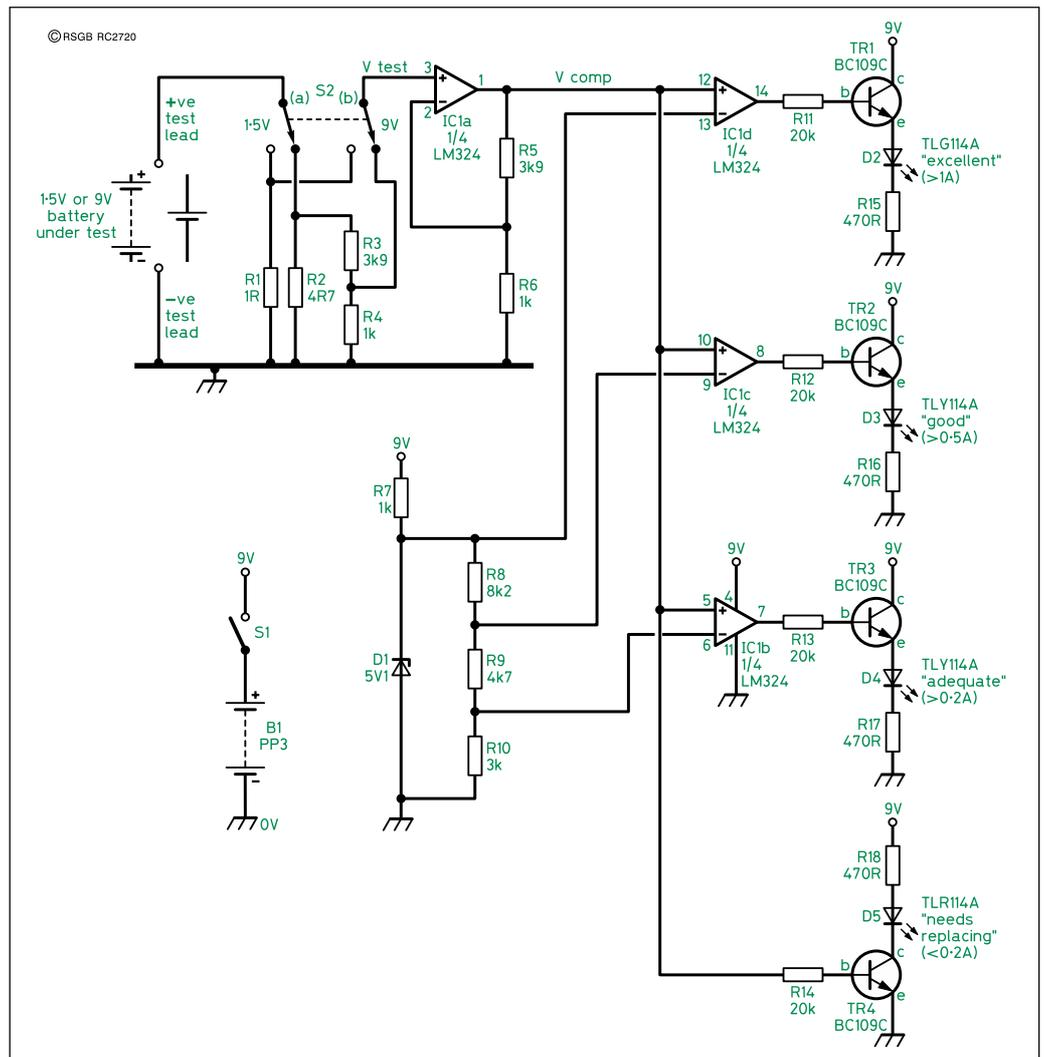 ©RSGB RC2720
+ve
test
lead
1·5V or 9V
battery
under test
+
-
−ve
test
lead
(a) S2 (b)
1·5V
9V
V test
R1
1R
R2
4R7
R3
3k9
R4
1k
3
+
2
−
1
IC1a
1/4
LM324
R5
3k9
R6
1k
V comp
12
+
13
−
14
IC1d
1/4
LM324
R11
20k
9V
TR1
BC109C
b
c
e
D2
TLG114A
"excellent"
(>1A)
R15
470R
10
+
9
−
8
IC1c
1/4
LM324
R12
20k
9V
TR2
BC109C
b
c
e
D3
TLY114A
"good"
(>0·5A)
R16
470R
9V
R7
1k
R8
8k2
D1
5V1
R9
4k7
R10
3k
9V
S1
+
B1
PP3
-
0V
9V
5
+
4
6
−
11
7
IC1b
1/4
LM324
R13
20k
9V
TR3
BC109C
b
c
e
D4
TLY114A
"adequate"
(>0·2A)
R17
470R
9V
R18
470R
D5
TLR114A
"needs
replacing"
(<0·2A)
R14
20k
b
c
e
TR4
BC109C